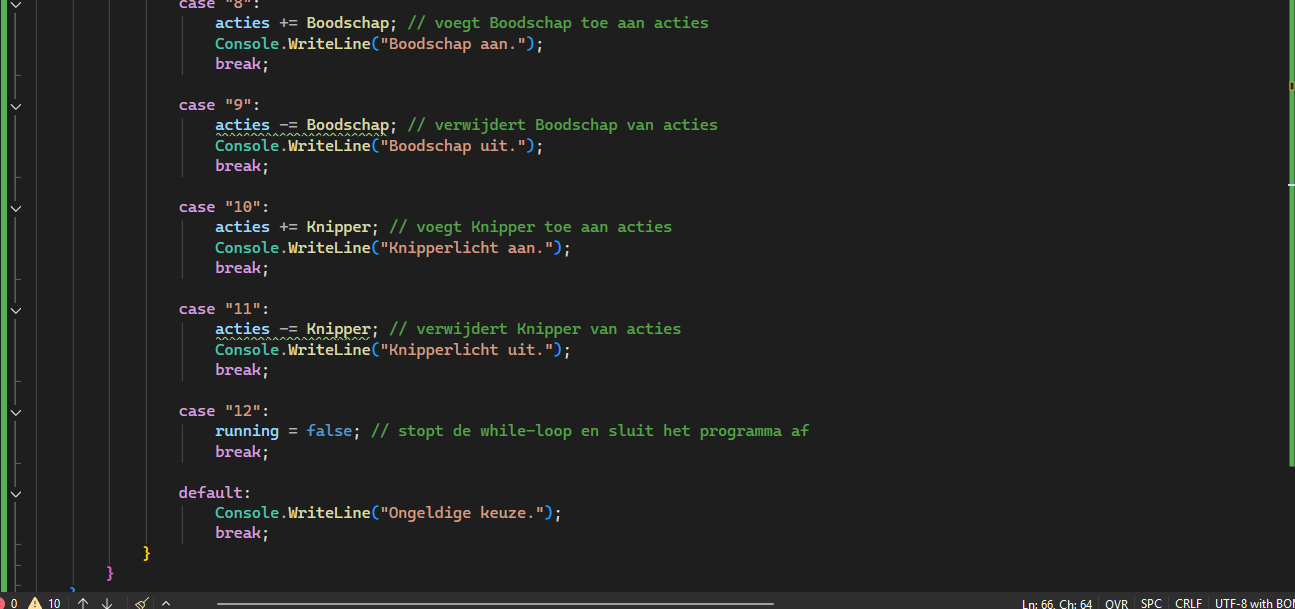 case "8":
acties += Boodschap; // voegt Boodschap toe aan acties
Console.WriteLine("Boodschap aan.");
break;
case "9":
acties -= Boodschap; // verwijdert Boodschap van acties
Console.WriteLine("Boodschap uit.");
break;
case "10":
acties += Knipper; // voegt Knipper toe aan acties
Console.WriteLine("Knipperlicht aan.");
break;
case "11":
acties -= Knipper; // verwijdert Knipper van acties
Console.WriteLine("Knipperlicht uit.");
break;
case "12":
running = false; // stopt de while-loop en sluit het programma af
break;
default:
Console.WriteLine("Ongeldige keuze.");
break;
}
}
}
0 10 Ln: 66, Ch: 64 OVR SPC CRLF UTF-8 with BOM